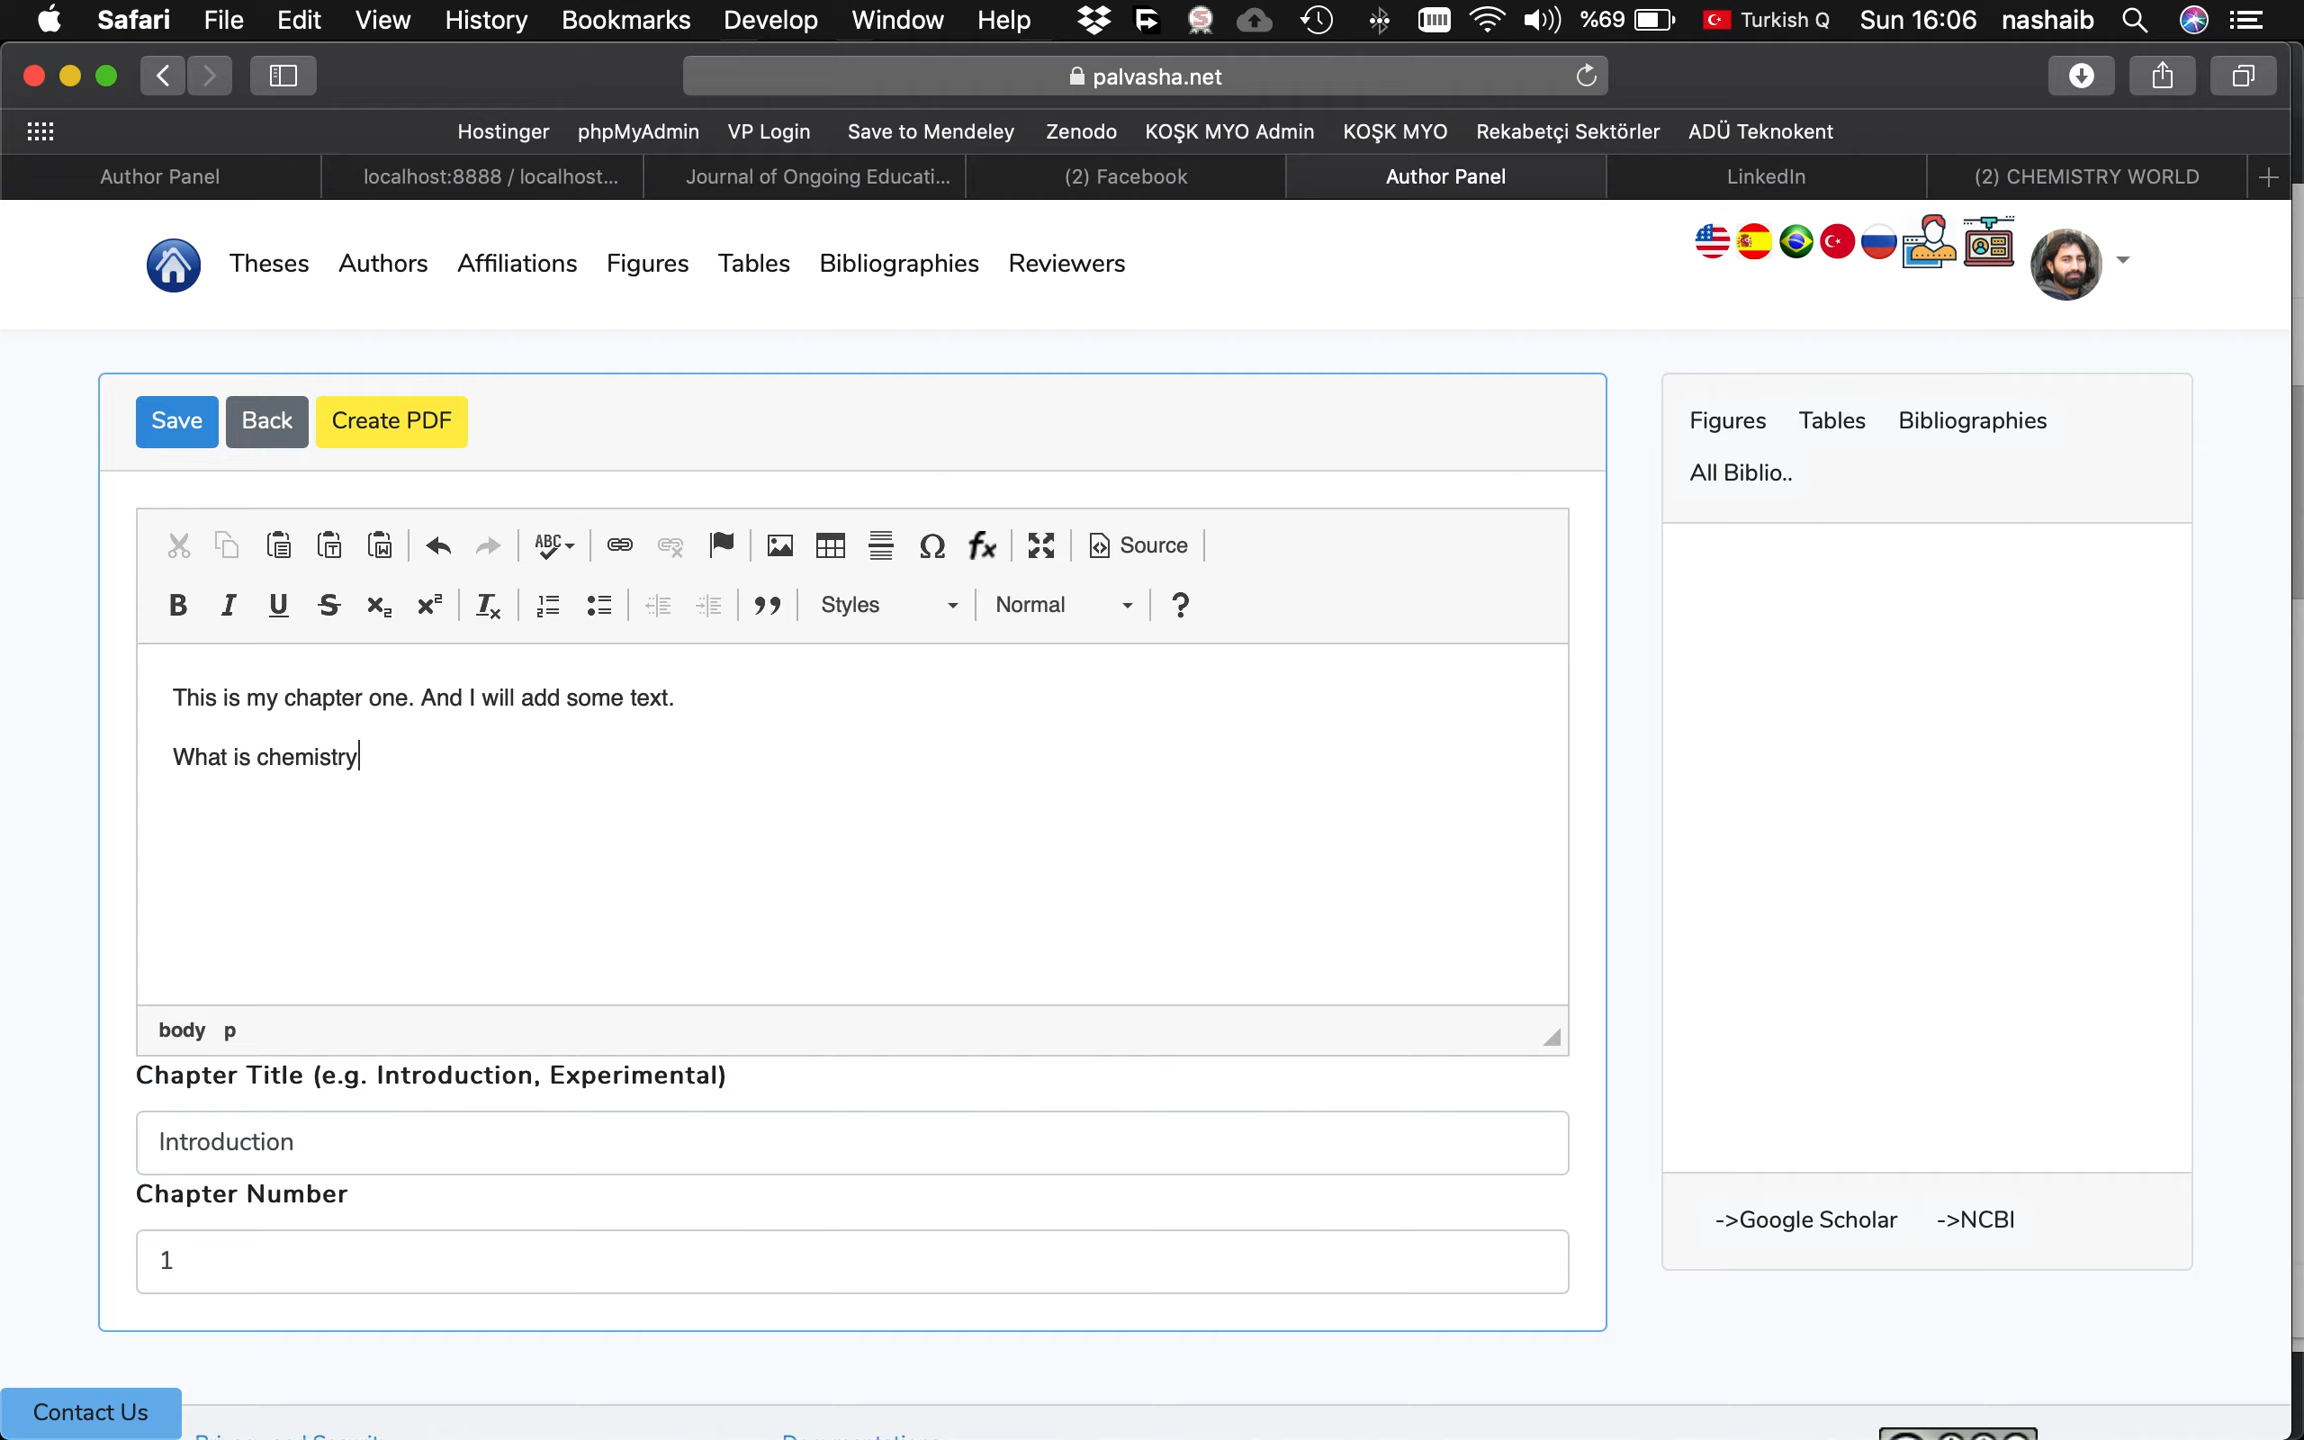 Safari File Edit View History Bookmarks Develop Window Help %69 Turkish Q Sun 16:06 nashaib
palvasha.net
Hostinger phpMyAdmin VP Login Save to Mendeley Zenodo KOŞK MYO Admin KOŞK MYO Rekabetçi Sektörler ADÜ Teknokent
Author Panel localhost:8888 / localhost... Journal of Ongoing Educati... (2) Facebook Author Panel LinkedIn (2) CHEMISTRY WORLD
Theses Authors Affiliations Figures Tables Bibliographies Reviewers
Save Back Create PDF
Figures Tables Bibliographies
All Biblio..
ABC fx Source
B I U S x₂ x² Tx Styles Normal ?
This is my chapter one. And I will add some text.
What is chemistry
body p
Chapter Title (e.g. Introduction, Experimental)
Introduction
Chapter Number
1
->Google Scholar ->NCBI
Contact Us